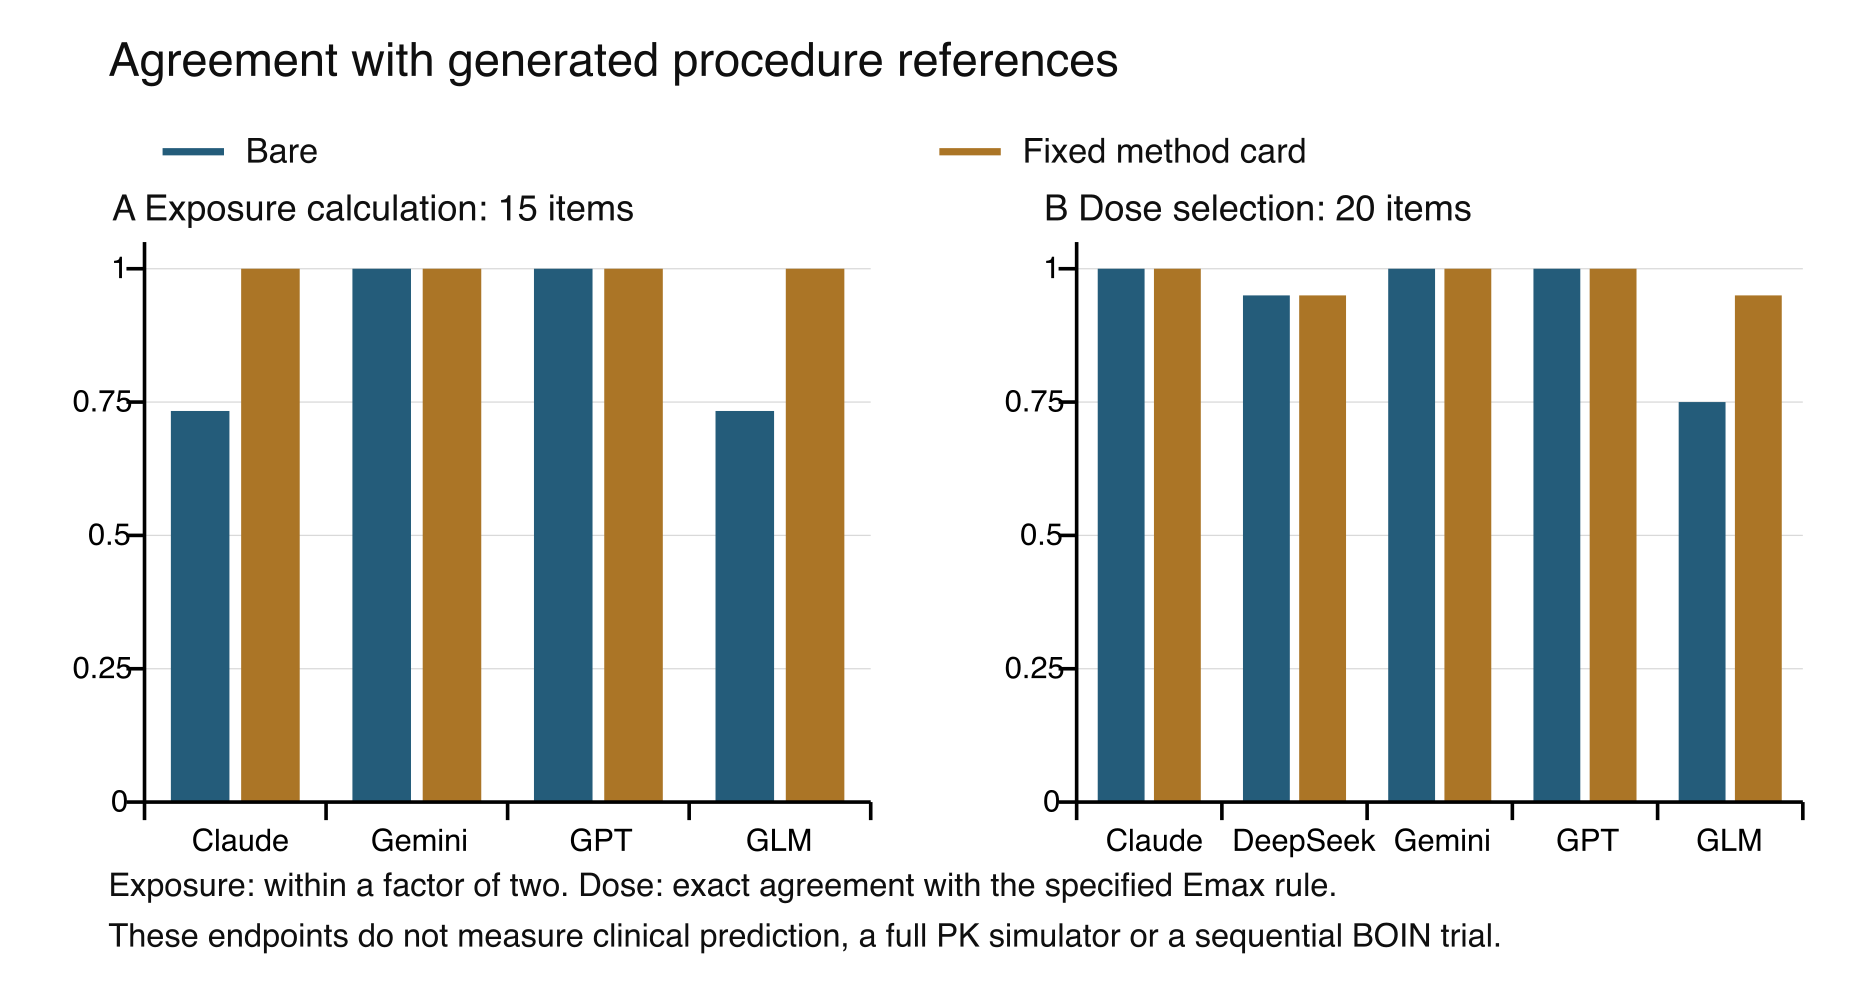 Agreement with generated procedure references
Bare
Fixed method card
A Exposure calculation: 15 items
1
0.75
0.5
0.25
0
Claude Gemini GPT GLM
B Dose selection: 20 items
1
0.75
0.5
0.25
0
Claude DeepSeek Gemini GPT GLM
Exposure: within a factor of two. Dose: exact agreement with the specified Emax rule.
These endpoints do not measure clinical prediction, a full PK simulator or a sequential BOIN trial.